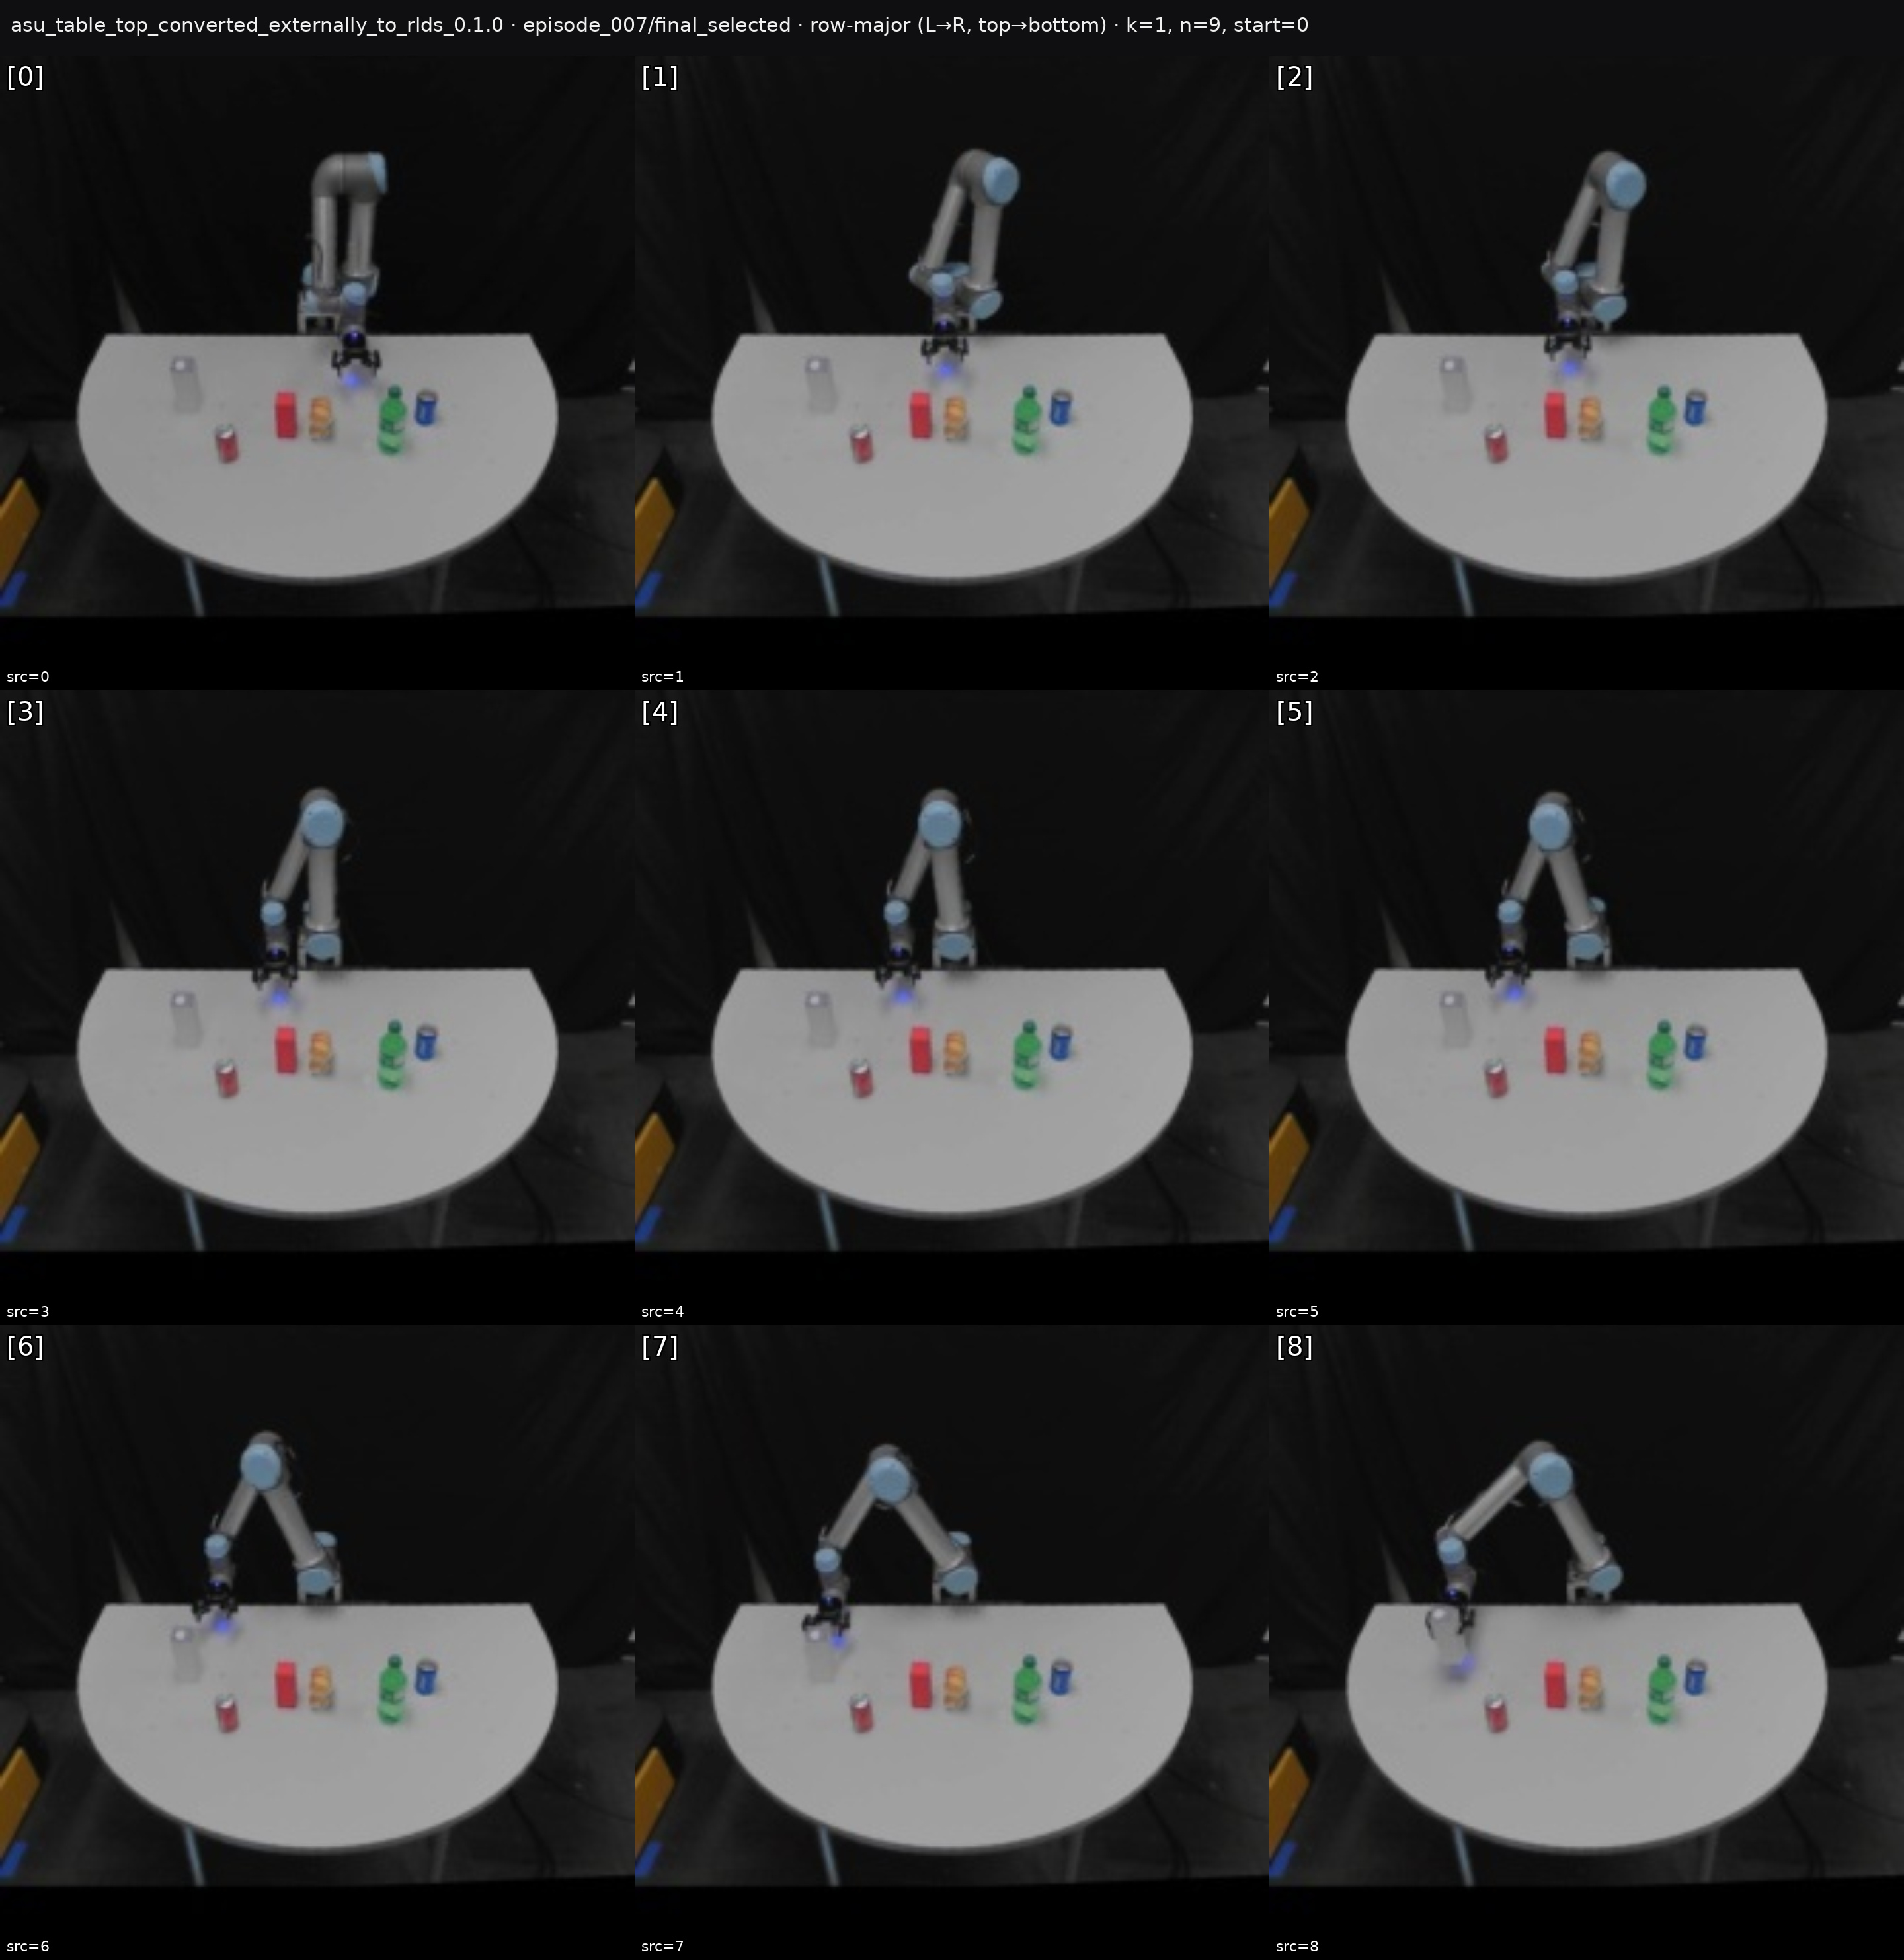 asu_table_top_converted_externally_to_rlds_0.1.0 · episode_007/final_selected · row-major (L→R, top→bottom) · k=1, n=9, start=0
[0] [1] [2]
src=0 src=1 src=2
[3] [4] [5]
src=3 src=4 src=5
[6] [7] [8]
src=6 src=7 src=8